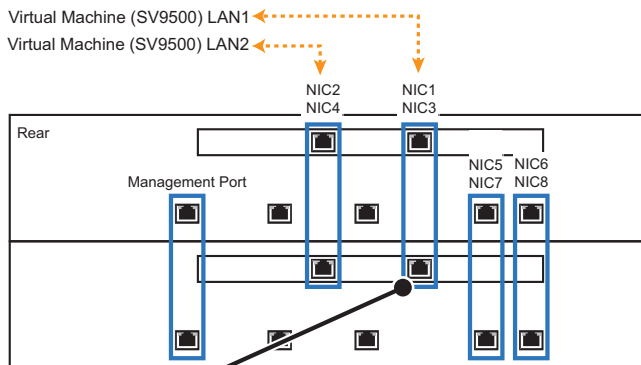 Virtual Machine (SV9500) LAN1
Virtual Machine (SV9500) LAN2
NIC2
NIC4
NIC1
NIC3
Rear
Management Port
NIC5
NIC7
NIC6
NIC8